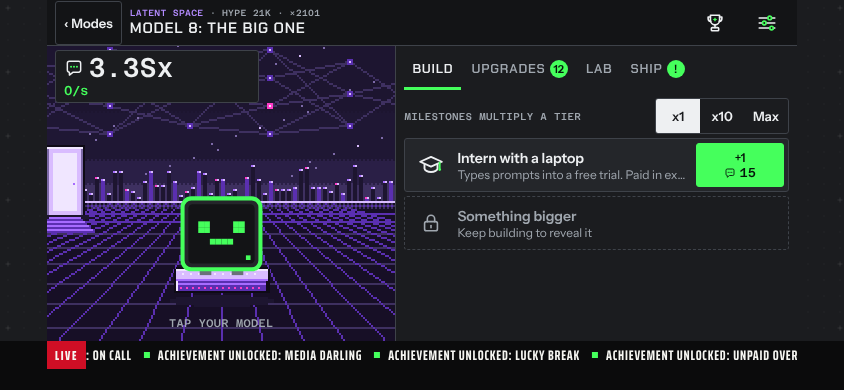 ‹ Modes
LATENT SPACE · HYPE 21K · ×2101
MODEL 8: THE BIG ONE
3.3Sx
0/s
TAP YOUR MODEL
BUILD UPGRADES 12 LAB SHIP !
MILESTONES MULTIPLY A TIER
x1 x10 Max
Intern with a laptop
Types prompts into a free trial. Paid in ex...
+1
15
Something bigger
Keep building to reveal it
LIVE : ON CALL ACHIEVEMENT UNLOCKED: MEDIA DARLING ACHIEVEMENT UNLOCKED: LUCKY BREAK ACHIEVEMENT UNLOCKED: UNPAID OVER